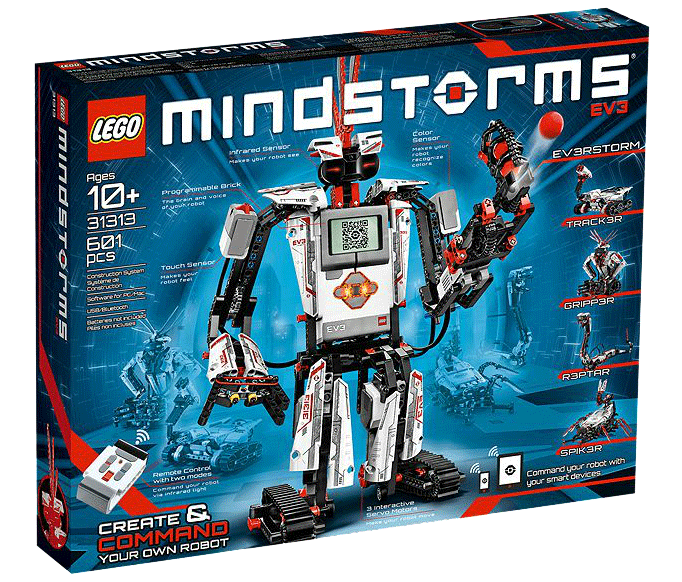 LEGO
MINDSTORMS
EV3
Ages
10+
31313
601
pcs
Construction System
Système de
Construction
Software for PC/Mac
USB/Bluetooth
Batteries not included
Piles non incluses
Infrared Sensor
Makes your robot see
Color
Sensor
Makes your
robot
recognize
colors
Programmable Brick
The brain and voice
of your robot
Touch Sensor
Makes your
robot feel
EV3
EV3
EV3RSTORM
TRACK3R
GRIPP3R
R3PTAR
SPIK3R
Remote Control
with two modes
Command your robot
via infrared light
3 Interactive
Servo Motors
Make your robot move
Command your robot with
your smart devices
CREATE &
COMMAND
YOUR OWN ROBOT
LEGO
31313
MINDSTORMS
MINDSTORMS